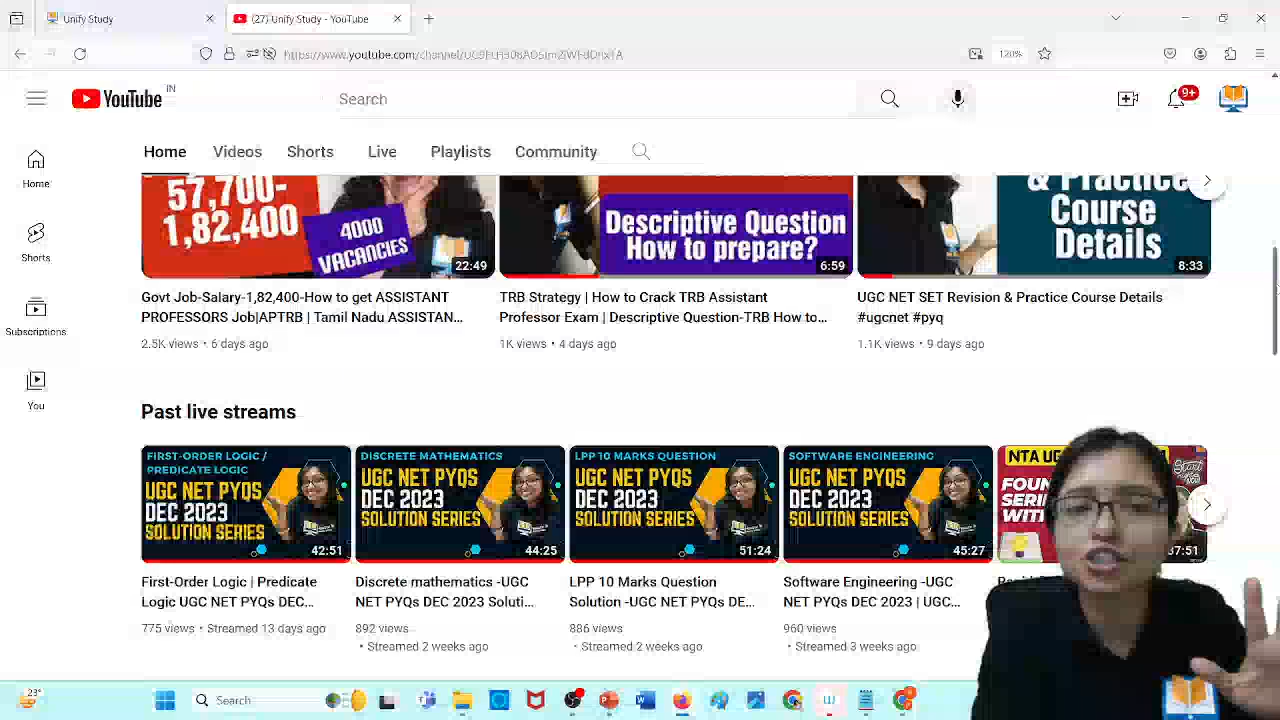 Unify Study
(27) Unify Study - YouTube
120%
YouTube IN
Search
9+
Home
Videos
Shorts
Live
Playlists
Community
Home
Shorts
Subscriptions
You
57,700-
1,82,400
4000
VACANCIES
22:49
Descriptive Question
How to prepare?
6:59
& Practice
Course
Details
8:33
Govt Job-Salary-1,82,400-How to get ASSISTANT
PROFESSORS Job|APTRB | Tamil Nadu ASSISTAN...
2.5K views • 6 days ago
TRB Strategy | How to Crack TRB Assistant
Professor Exam | Descriptive Question-TRB How to...
1K views • 4 days ago
UGC NET SET Revision & Practice Course Details
#ugcnet #pyq
1.1K views • 9 days ago
Past live streams
FIRST-ORDER LOGIC /
PREDICATE LOGIC
UGC NET PYQS
DEC 2023
SOLUTION SERIES
42:51
DISCRETE MATHEMATICS
UGC NET PYQS
DEC 2023
SOLUTION SERIES
44:25
LPP 10 MARKS QUESTION
UGC NET PYQS
DEC 2023
SOLUTION SERIES
51:24
SOFTWARE ENGINEERING
UGC NET PYQS
DEC 2023
SOLUTION SERIES
45:27
NTA
WITH
37:51
First-Order Logic | Predicate
Logic UGC NET PYQs DEC...
775 views • Streamed 13 days ago
Discrete mathematics -UGC
NET PYQs DEC 2023 Soluti...
892 views
• Streamed 2 weeks ago
LPP 10 Marks Question
Solution -UGC NET PYQs DE...
886 views
• Streamed 2 weeks ago
Software Engineering -UGC
NET PYQs DEC 2023 | UGC...
960 views
• Streamed 3 weeks ago
23°
Search